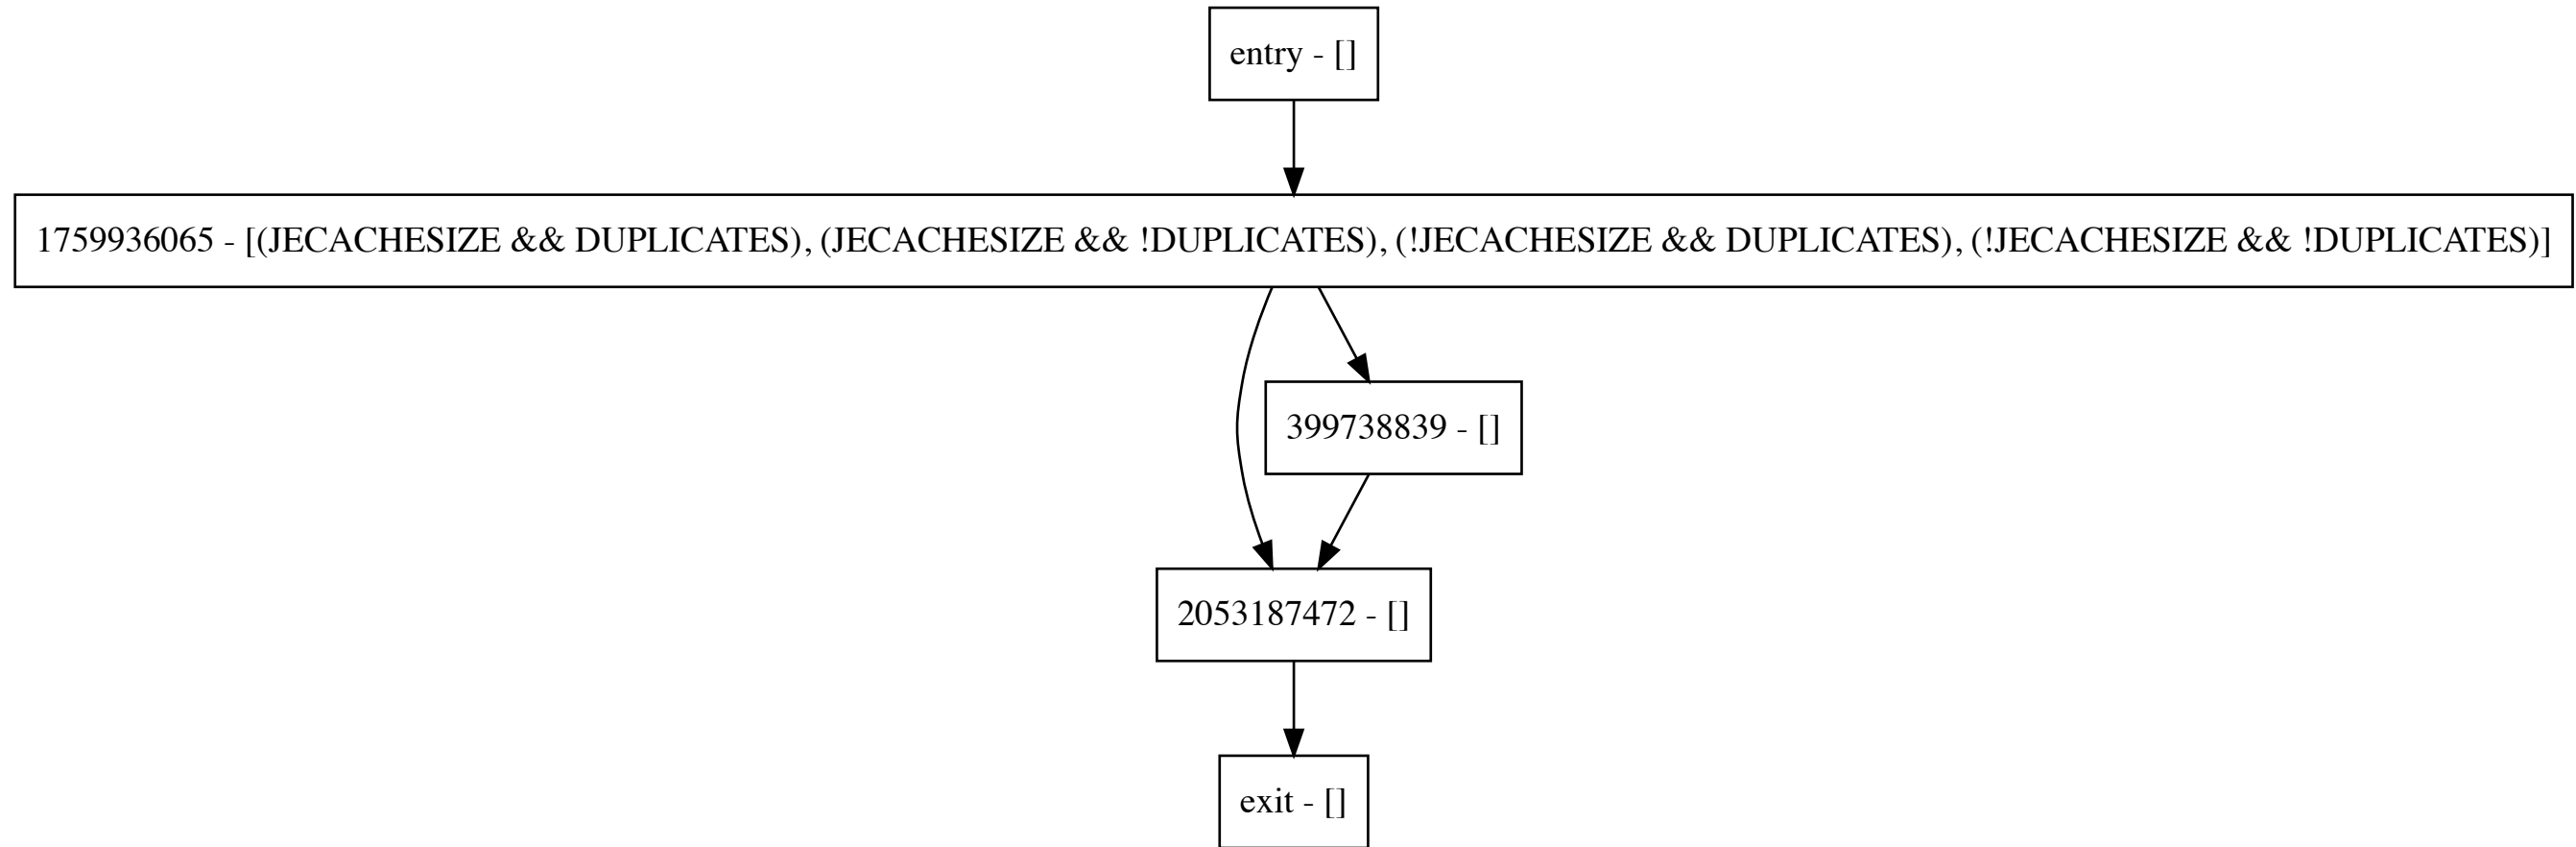 entry - []
1759936065 - [(JECACHESIZE && DUPLICATES), (JECACHESIZE && !DUPLICATES), (!JECACHESIZE && DUPLICATES), (!JECACHESIZE && !DUPLICATES)]
399738839 - []
2053187472 - []
exit - []